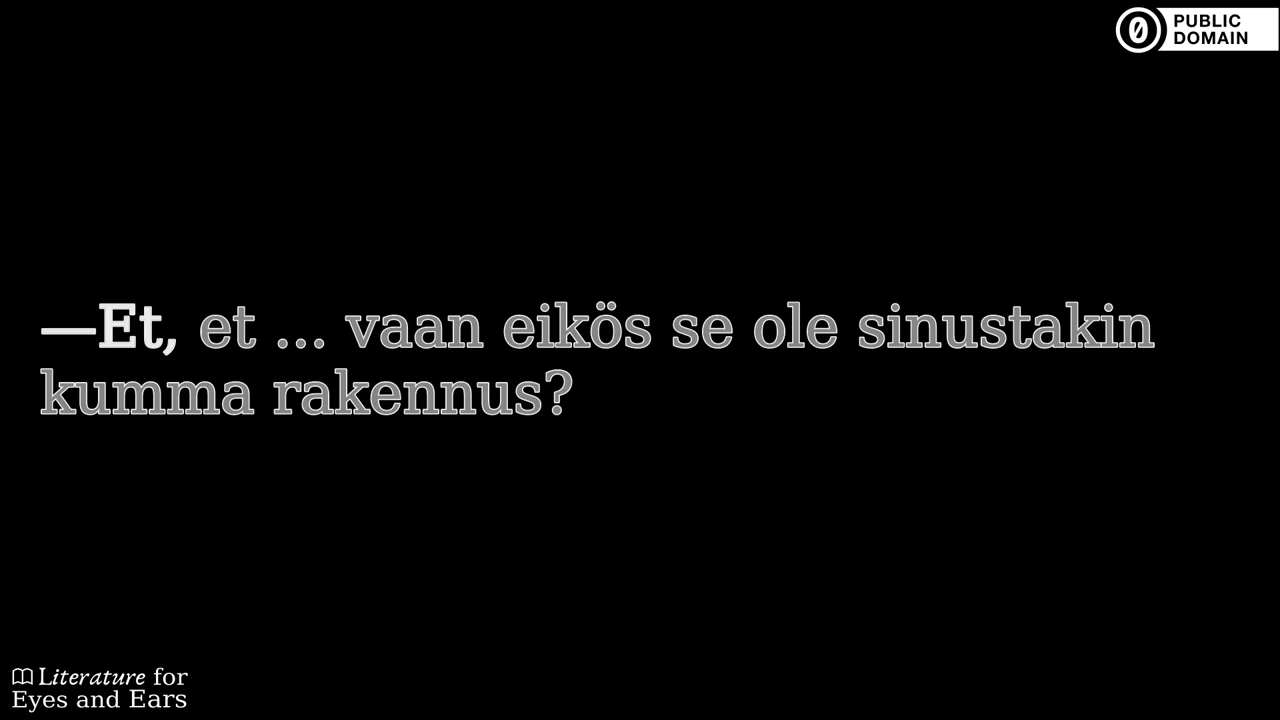 PUBLIC
DOMAIN
—Et, et ... vaan eikös se ole sinustakin
kumma rakennus?
Literature for
Eyes and Ears